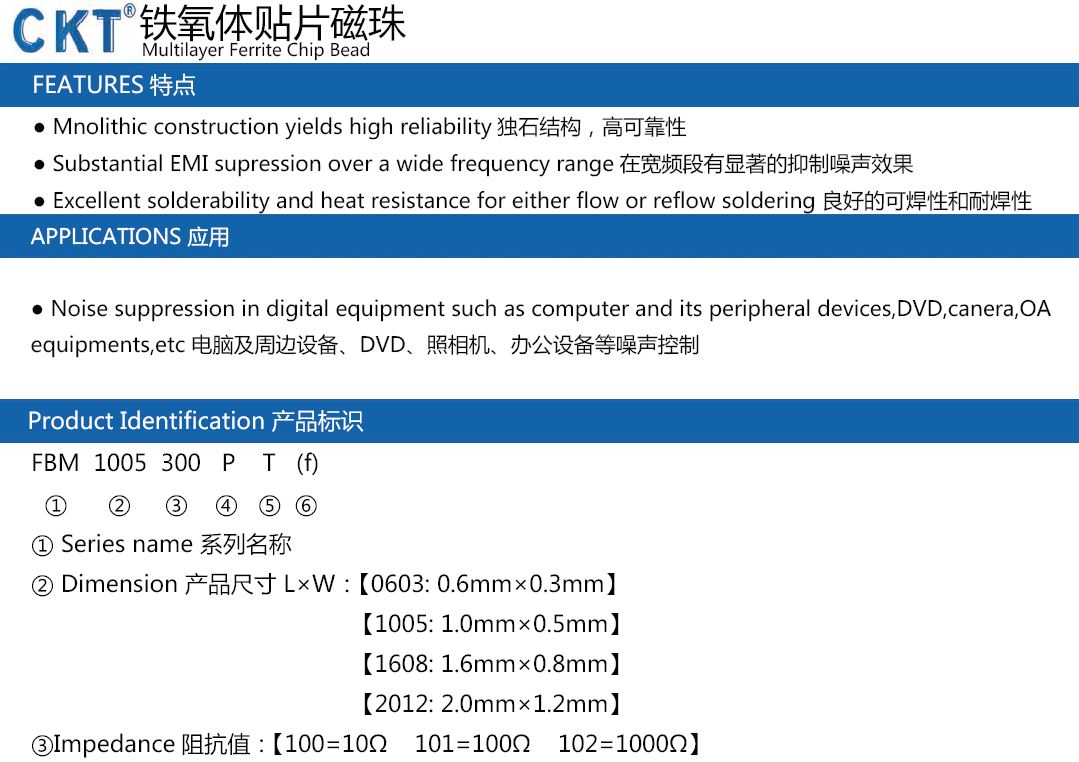 CKT® 铁氧体贴片磁珠
Multilayer Ferrite Chip Bead
FEATURES 特点
● Mnolithic construction yields high reliability 独石结构，高可靠性
● Substantial EMI supression over a wide frequency range 在宽频段有显著的抑制噪声效果
● Excellent solderability and heat resistance for either flow or reflow soldering 良好的可焊性和耐焊性
APPLICATIONS 应用
● Noise suppression in digital equipment such as computer and its peripheral devices,DVD,canera,OA
equipments,etc 电脑及周边设备、DVD、照相机、办公设备等噪声控制
Product Identification 产品标识
FBM 1005 300 P T (f)
① ② ③ ④ ⑤ ⑥
① Series name 系列名称
② Dimension 产品尺寸 L×W：【0603: 0.6mm×0.3mm】
【1005: 1.0mm×0.5mm】
【1608: 1.6mm×0.8mm】
【2012: 2.0mm×1.2mm】
③Impedance 阻抗值：【100=10Ω 101=100Ω 102=1000Ω】